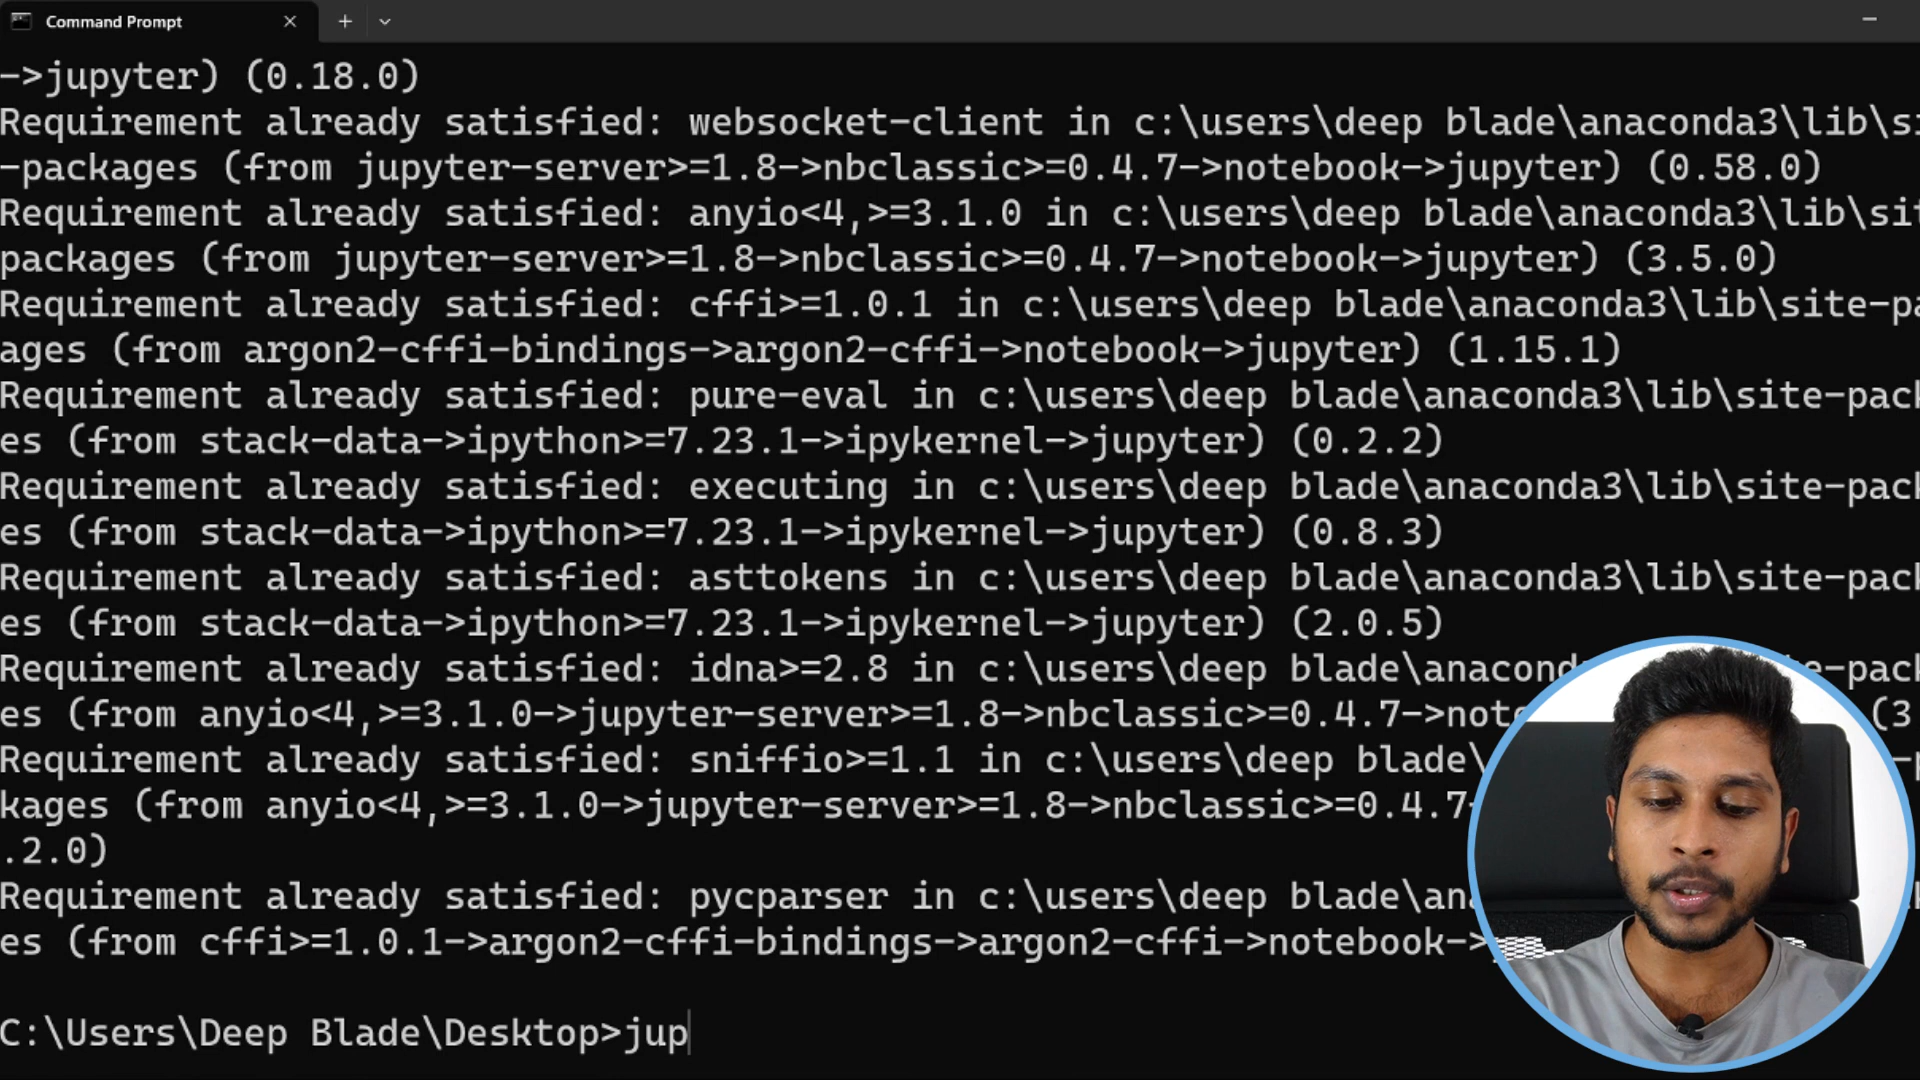 Command Prompt
->jupyter) (0.18.0)
Requirement already satisfied: websocket-client in c:\users\deep blade\anaconda3\lib\si
-packages (from jupyter-server>=1.8->nbclassic>=0.4.7->notebook->jupyter) (0.58.0)
Requirement already satisfied: anyio<4,>=3.1.0 in c:\users\deep blade\anaconda3\lib\sit
packages (from jupyter-server>=1.8->nbclassic>=0.4.7->notebook->jupyter) (3.5.0)
Requirement already satisfied: cffi>=1.0.1 in c:\users\deep blade\anaconda3\lib\site-pa
ages (from argon2-cffi-bindings->argon2-cffi->notebook->jupyter) (1.15.1)
Requirement already satisfied: pure-eval in c:\users\deep blade\anaconda3\lib\site-pack
es (from stack-data->ipython>=7.23.1->ipykernel->jupyter) (0.2.2)
Requirement already satisfied: executing in c:\users\deep blade\anaconda3\lib\site-pack
es (from stack-data->ipython>=7.23.1->ipykernel->jupyter) (0.8.3)
Requirement already satisfied: asttokens in c:\users\deep blade\anaconda3\lib\site-pack
es (from stack-data->ipython>=7.23.1->ipykernel->jupyter) (2.0.5)
Requirement already satisfied: idna>=2.8 in c:\users\deep blade\anacond te-pack
es (from anyio<4,>=3.1.0->jupyter-server>=1.8->nbclassic>=0.4.7->note (3
Requirement already satisfied: sniffio>=1.1 in c:\users\deep blade\ -p
kages (from anyio<4,>=3.1.0->jupyter-server>=1.8->nbclassic>=0.4.7-
.2.0)
Requirement already satisfied: pycparser in c:\users\deep blade\ana ck
es (from cffi>=1.0.1->argon2-cffi-bindings->argon2-cffi->notebook->
C:\Users\Deep Blade\Desktop>jup